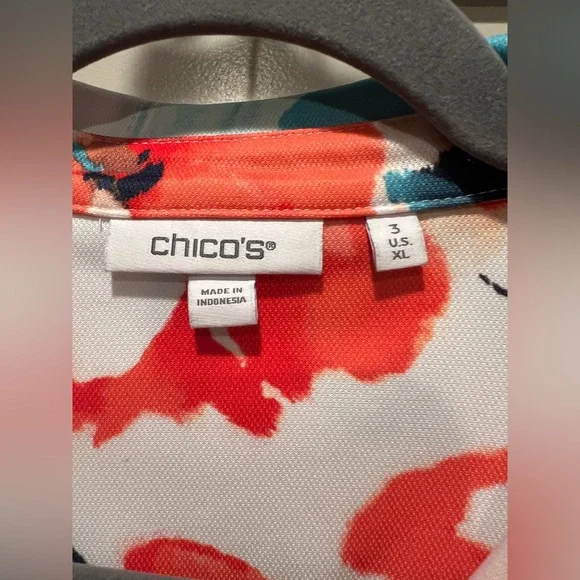 chico's®
3
U.S.
XL
MADE IN
INDONESIA